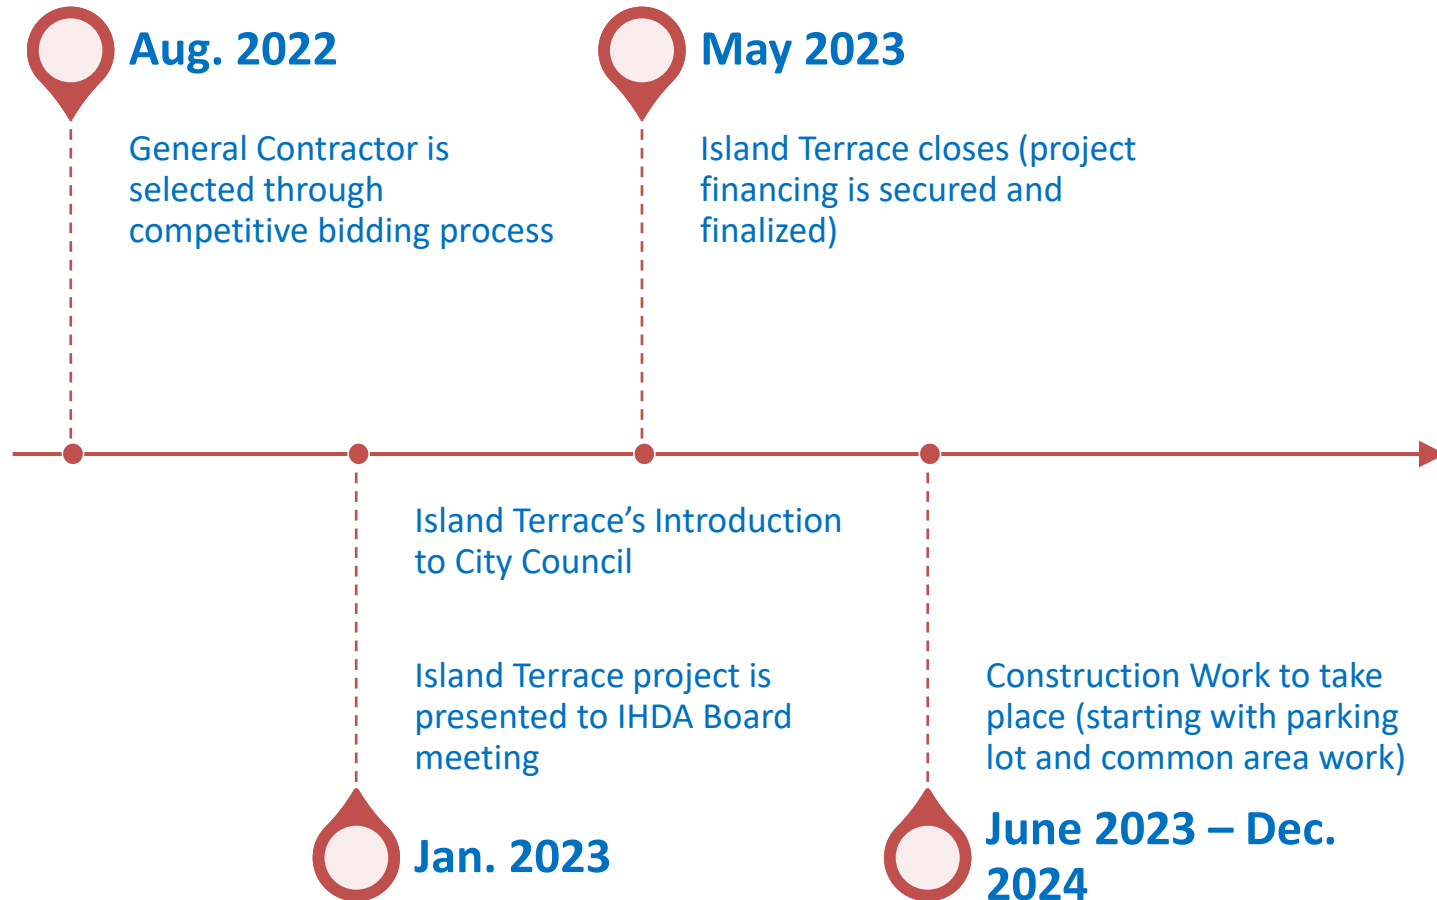 Aug. 2022
General Contractor is
selected through
competitive bidding process
May 2023
Island Terrace closes (project
financing is secured and
finalized)
Island Terrace’s Introduction
to City Council
Island Terrace project is
presented to IHDA Board
meeting
Jan. 2023
Construction Work to take
place (starting with parking
lot and common area work)
June 2023 – Dec.
2024